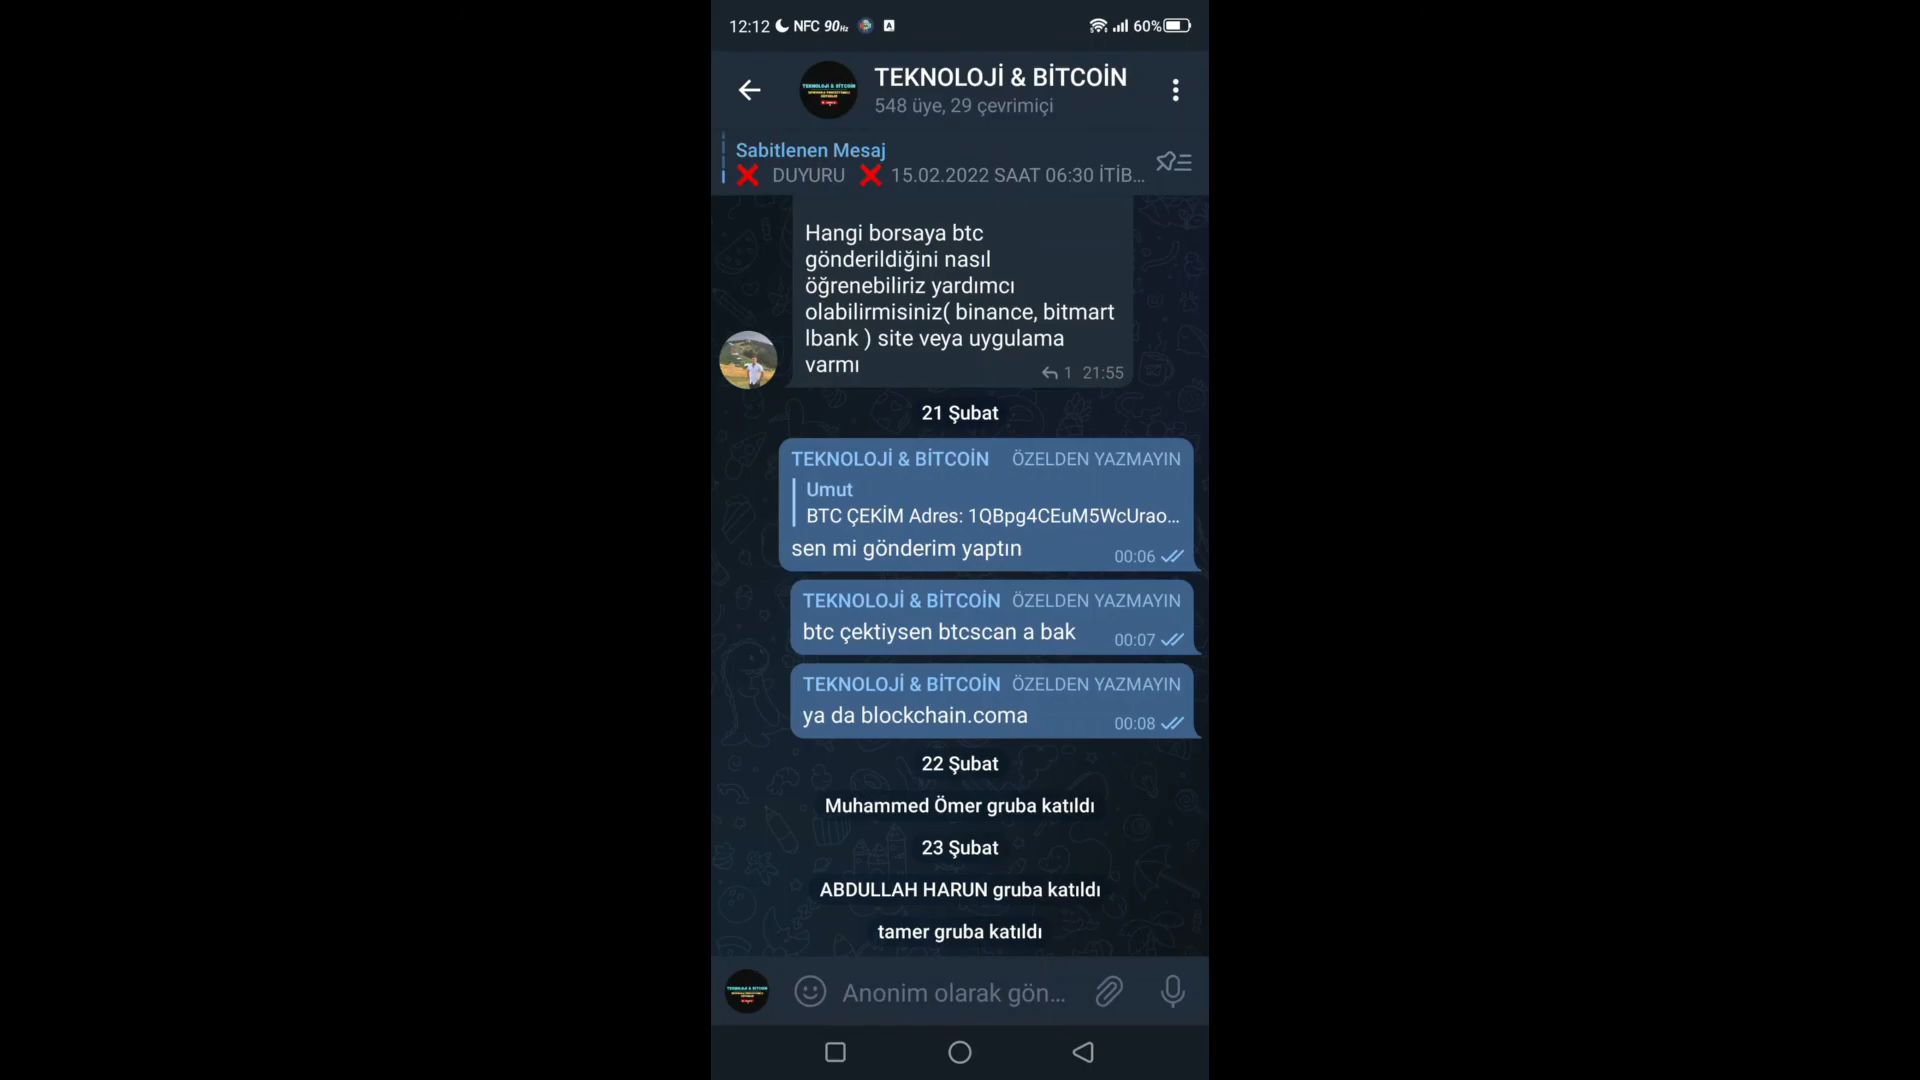 12:12 NFC 90Hz 60%
TEKNOLOJİ & BİTCOİN
548 üye, 29 çevrimiçi
Sabitlenen Mesaj
❌ DUYURU ❌ 15.02.2022 SAAT 06:30 İTİB...
Hangi borsaya btc
gönderildiğini nasıl
öğrenebiliriz yardımcı
olabilirmisiniz( binance, bitmart
lbank ) site veya uygulama
varmı
1 21:55
21 Şubat
TEKNOLOJİ & BİTCOİN ÖZELDEN YAZMAYIN
Umut
BTC ÇEKİM Adres: 1QBpg4CEuM5WcUrao...
sen mi gönderim yaptın 00:06
TEKNOLOJİ & BİTCOİN ÖZELDEN YAZMAYIN
btc çektiysen btcscan a bak 00:07
TEKNOLOJİ & BİTCOİN ÖZELDEN YAZMAYIN
ya da blockchain.coma 00:08
22 Şubat
Muhammed Ömer gruba katıldı
23 Şubat
ABDULLAH HARUN gruba katıldı
tamer gruba katıldı
Anonim olarak gön...